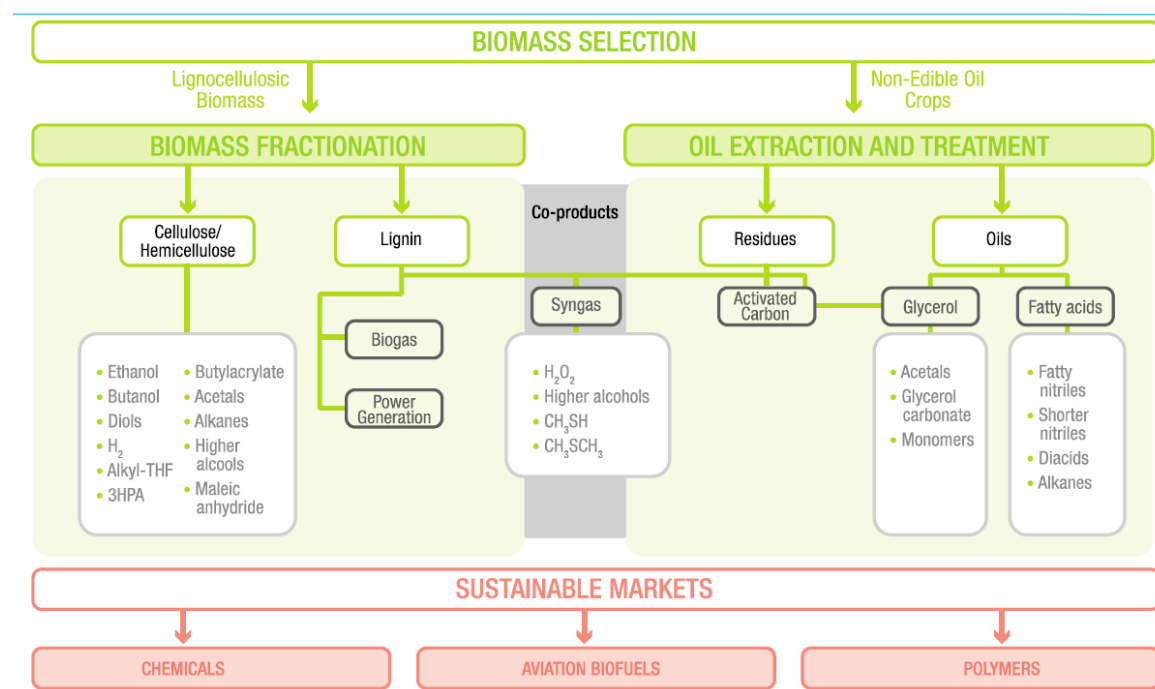 BIOMASS SELECTION
Lignocellulosic
Biomass
Non-Edible Oil
Crops
BIOMASS FRACTIONATION
OIL EXTRACTION AND TREATMENT
Co-products
Cellulose/
Hemicellulose
Lignin
Residues
Oils
Syngas
Activated
Carbon
Glycerol
Fatty acids
Biogas
Power
Generation
• Ethanol
• Butanol
• Diols
• H₂
• Alkyl-THF
• 3HPA
• Butylacrylate
• Acetals
• Alkanes
• Higher
alcools
• Maleic
anhydride
• H₂O₂
• Higher alcohols
• CH₃SH
• CH₃SCH₃
• Acetals
• Glycerol
carbonate
• Monomers
• Fatty
nitriles
• Shorter
nitriles
• Diacids
• Alkanes
SUSTAINABLE MARKETS
CHEMICALS
AVIATION BIOFUELS
POLYMERS